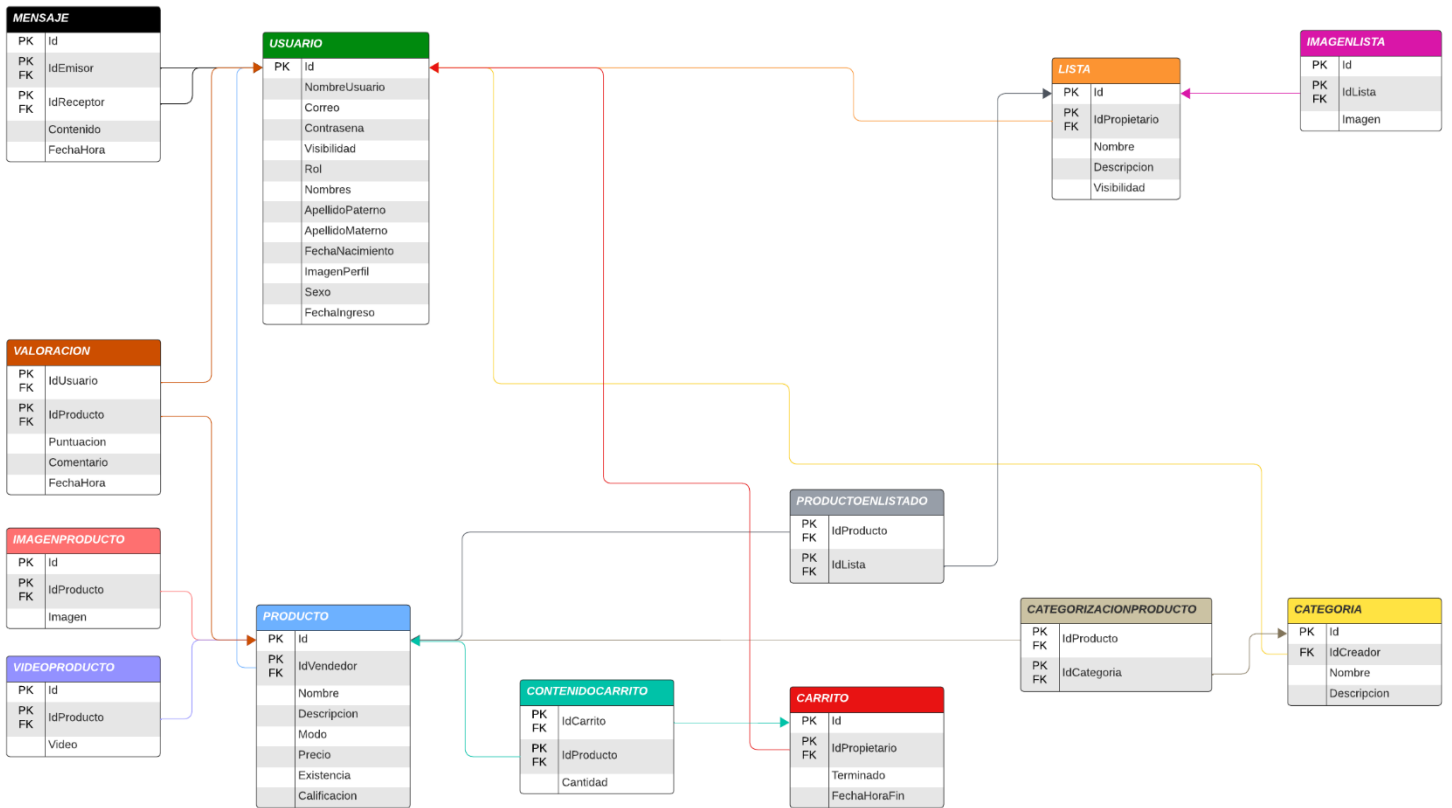 MENSAJE
PK Id
PK FK IdEmisor
PK FK IdReceptor
Contenido
FechaHora
USUARIO
PK Id
NombreUsuario
Correo
Contrasena
Visibilidad
Rol
Nombres
ApellidoPaterno
ApellidoMaterno
FechaNacimiento
ImagenPerfil
Sexo
FechaIngreso
LISTA
PK Id
PK FK IdPropietario
Nombre
Descripcion
Visibilidad
IMAGENLISTA
PK Id
PK FK IdLista
Imagen
VALORACION
PK FK IdUsuario
PK FK IdProducto
Puntuacion
Comentario
FechaHora
IMAGENPRODUCTO
PK Id
PK FK IdProducto
Imagen
VIDEOPRODUCTO
PK Id
PK FK IdProducto
Video
PRODUCTO
PK Id
PK FK IdVendedor
Nombre
Descripcion
Modo
Precio
Existencia
Calificacion
PRODUCTOENLISTADO
PK FK IdProducto
PK FK IdLista
CONTENIDOCARRITO
PK FK IdCarrito
PK FK IdProducto
Cantidad
CARRITO
PK Id
PK FK IdPropietario
Terminado
FechaHoraFin
CATEGORIZACIONPRODUCTO
PK FK IdProducto
PK FK IdCategoria
CATEGORIA
PK Id
FK IdCreador
Nombre
Descripcion